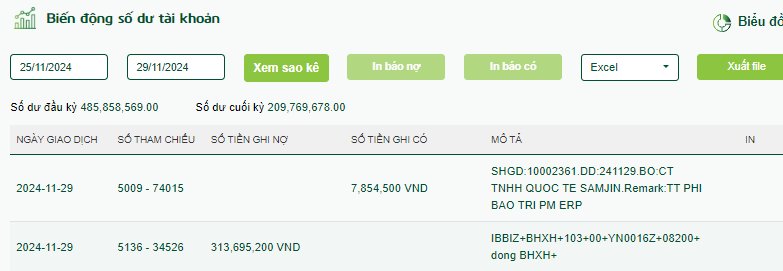 Biến động số dư tài khoản
Biểu đồ
25/11/2024 29/11/2024 Xem sao kê In báo nợ In báo có Excel Xuất file
Số dư đầu kỳ 485,858,569.00 Số dư cuối kỳ 209,769,678.00
NGÀY GIAO DỊCH SỐ THAM CHIẾU SỐ TIỀN GHI NỢ SỐ TIỀN GHI CÓ MÔ TẢ IN
SHGD:10002361.DD:241129.BO:CT
2024-11-29 5009 - 74015 7,854,500 VND TNHH QUOC TE SAMJIN.Remark:TT PHI
BAO TRI PM ERP
IBBIZ+BHXH+103+00+YN0016Z+08200+
2024-11-29 5136 - 34526 313,695,200 VND
dong BHXH+